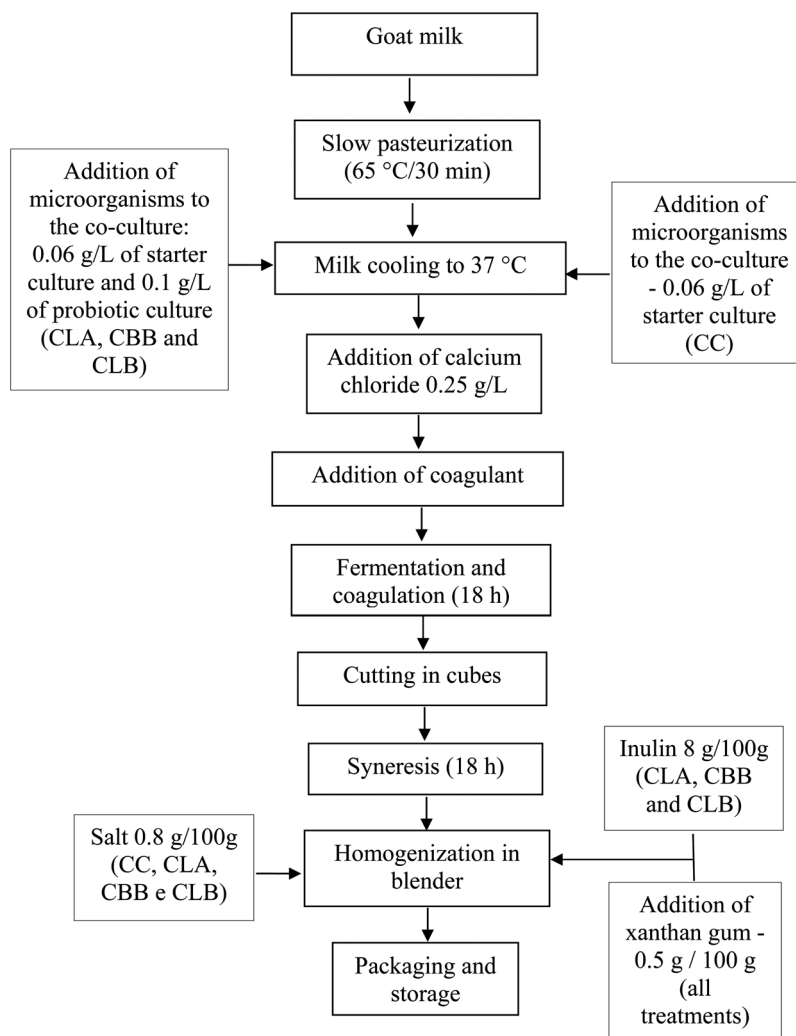 Goat milk
Slow pasteurization
(65 °C/30 min)
Addition of
microorganisms to
the co-culture:
0.06 g/L of starter
culture and 0.1 g/L
of probiotic culture
(CLA, CBB and
CLB)
Milk cooling to 37 °C
Addition of
microorganisms
to the co-culture
- 0.06 g/L of
starter culture
(CC)
Addition of calcium
chloride 0.25 g/L
Addition of coagulant
Fermentation and
coagulation (18 h)
Cutting in cubes
Syneresis (18 h)
Inulin 8 g/100g
(CLA, CBB
and CLB)
Salt 0.8 g/100g
(CC, CLA,
CBB e CLB)
Homogenization in
blender
Addition of
xanthan gum -
0.5 g / 100 g
(all
treatments)
Packaging and
storage